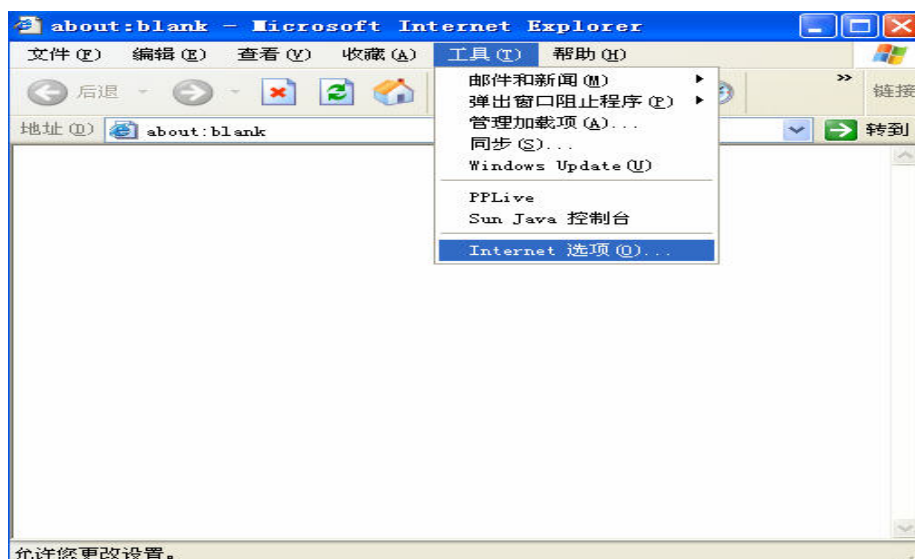 about:blank - Microsoft Internet Explorer
文件(F) 编辑(E) 查看(V) 收藏(A) 工具(T) 帮助(H)
后退 » 链接
地址(D) about:blank 转到
邮件和新闻(M)
弹出窗口阻止程序(P)
管理加载项(A)...
同步(S)...
Windows Update(U)
PPLive
Sun Java 控制台
Internet 选项(O)...
允许您更改设置。